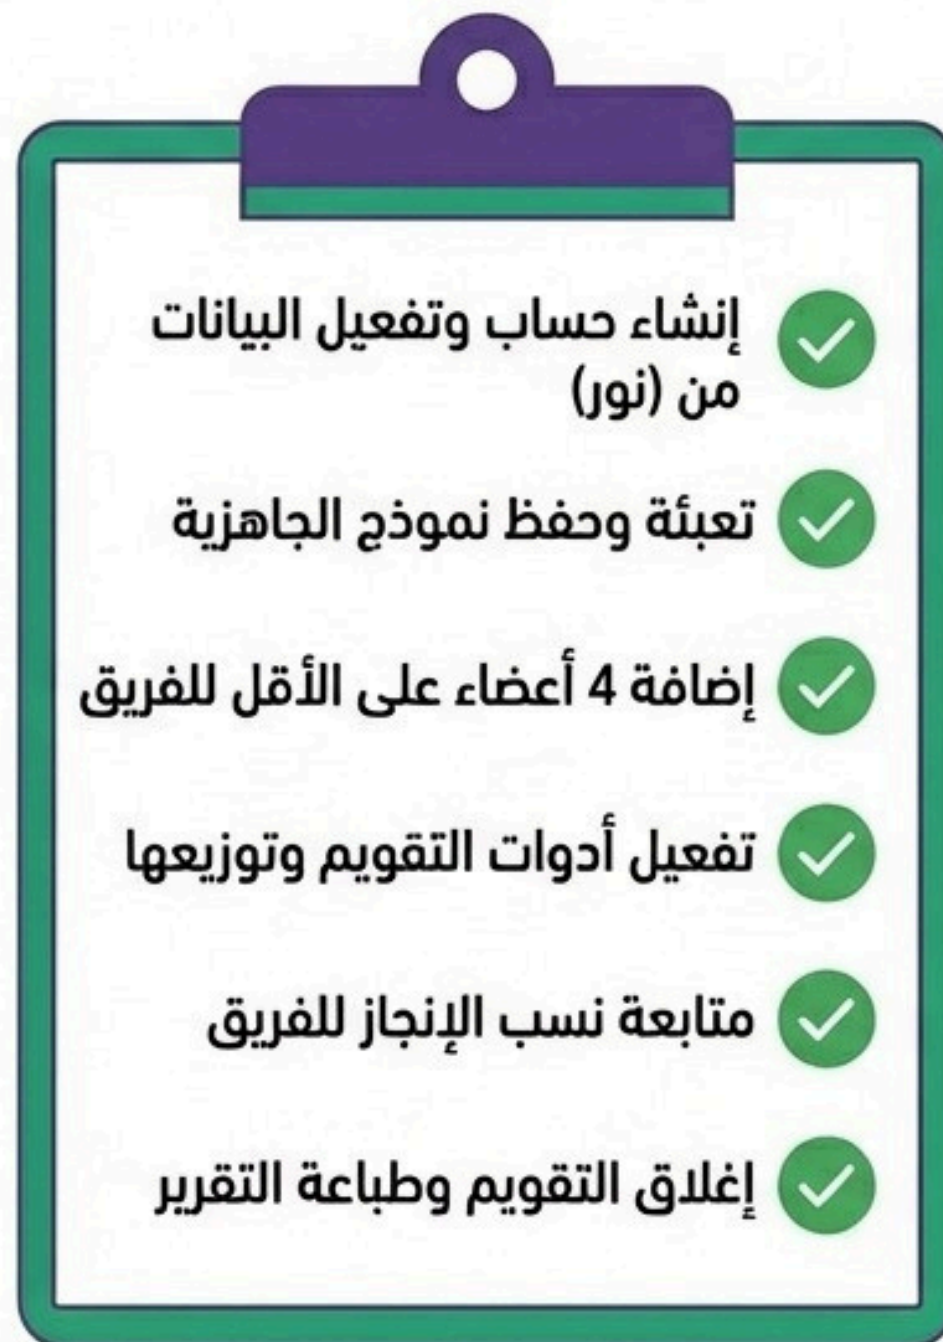 إنشاء حساب وتفعيل البيانات
من (نور)
تعبئة وحفظ نموذج الجاهزية
إضافة 4 أعضاء على الأقل للفريق
تفعيل أدوات التقويم وتوزيعها
متابعة نسب الإنجاز للفريق
إغلاق التقويم وطباعة التقرير